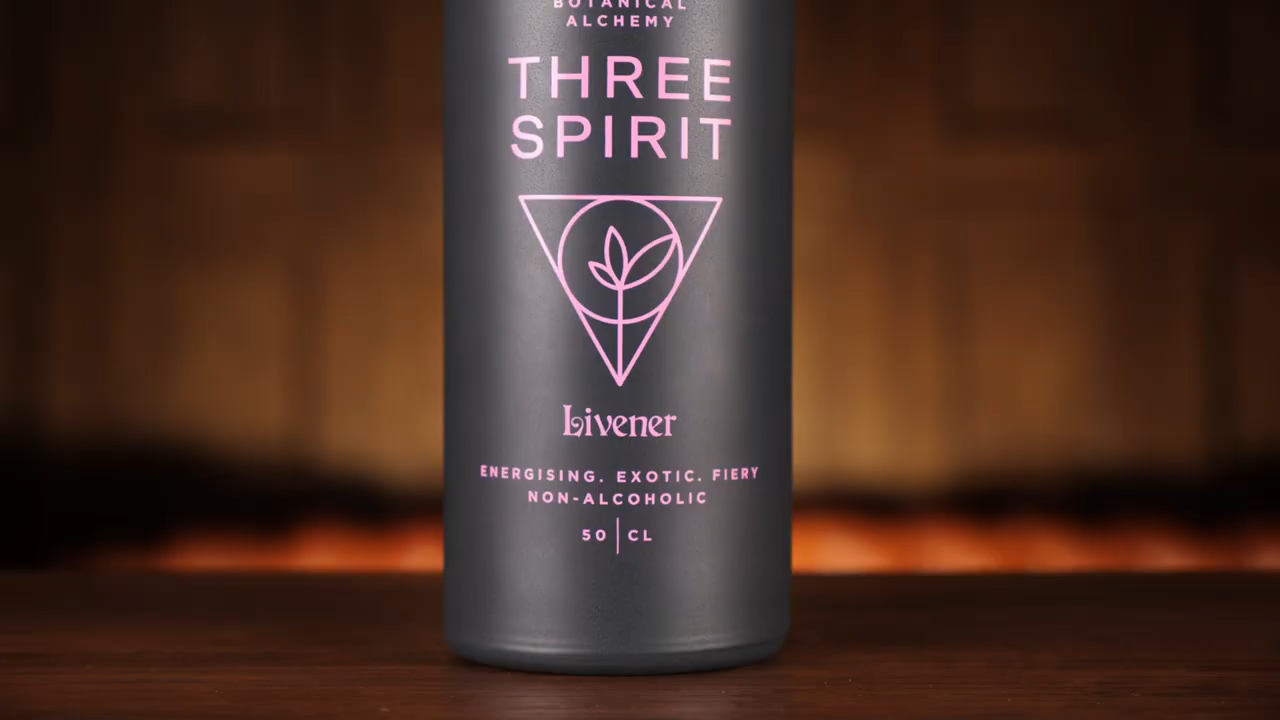 BOTANICAL
ALCHEMY
THREE
SPIRIT
Livener
ENERGISING. EXOTIC. FIERY
NON-ALCOHOLIC
50 CL